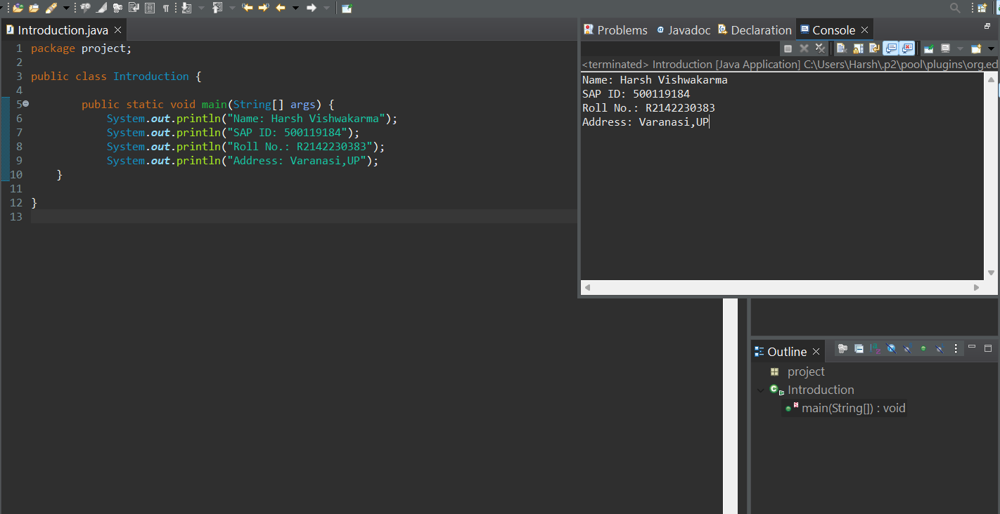 Introduction.java
1 package project;
2
3 public class Introduction {
4
5 public static void main(String[] args) {
6 System.out.println("Name: Harsh Vishwakarma");
7 System.out.println("SAP ID: 500119184");
8 System.out.println("Roll No.: R2142230383");
9 System.out.println("Address: Varanasi,UP");
10 }
11
12 }
13
Problems Javadoc Declaration Console
<terminated> Introduction [Java Application] C:\Users\Harsh\.p2\pool\plugins\org.ed
Name: Harsh Vishwakarma
SAP ID: 500119184
Roll No.: R2142230383
Address: Varanasi,UP
Outline
project
Introduction
main(String[]) : void